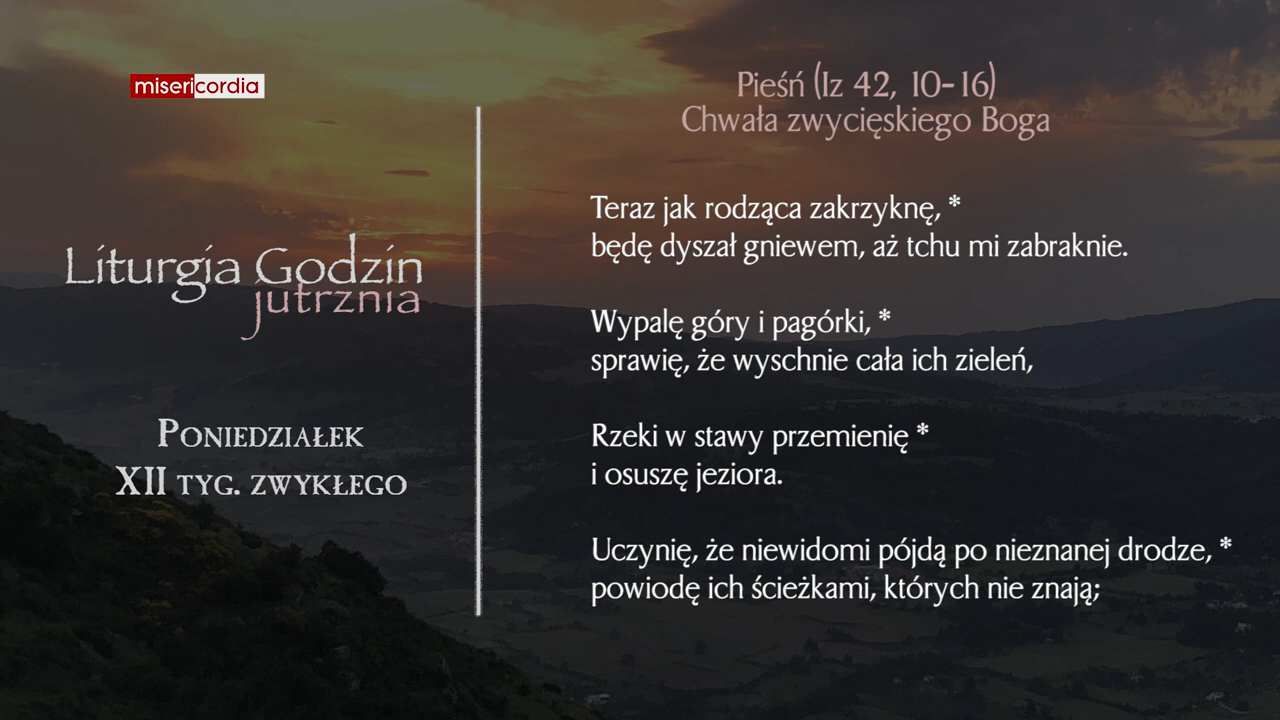 misericordia
Liturgia Godzin
jutrznia
Poniedziałek
XII tyg. zwykłego
Pieśń (Iz 42, 10-16)
Chwała zwycięskiego Boga
Teraz jak rodząca zakrzyknę, *
będę dyszał gniewem, aż tchu mi zabraknie.
Wypalę góry i pagórki, *
sprawię, że wyschnie cała ich zieleń,
Rzeki w stawy przemienię *
i osuszę jeziora.
Uczynię, że niewidomi pójdą po nieznanej drodze, *
powiodę ich ścieżkami, których nie znają;